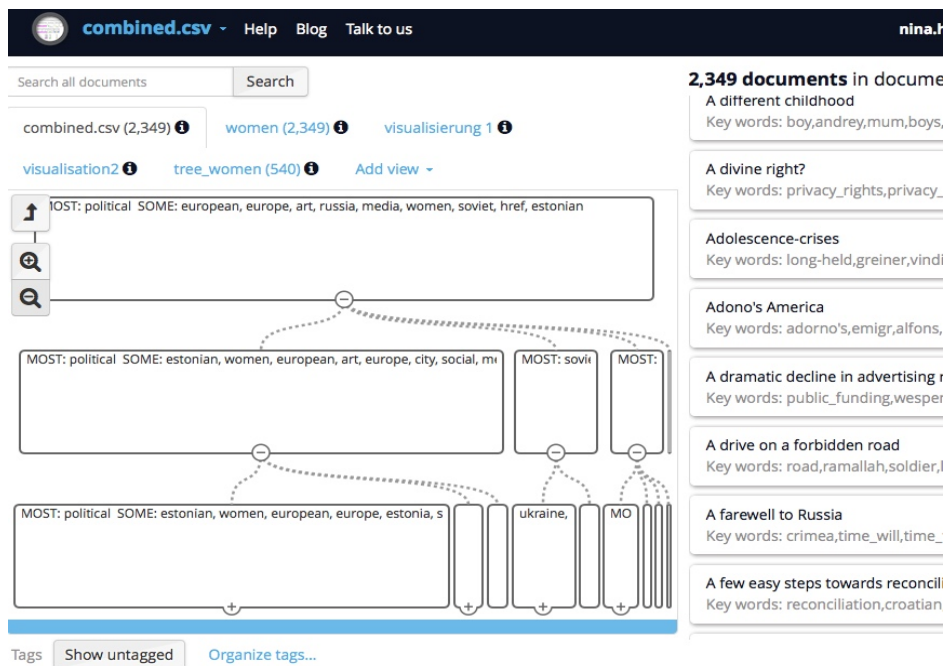 combined.csv Help Blog Talk to us nina.h
Search all documents Search
combined.csv (2,349) women (2,349) visualisierung 1
visualisation2 tree_women (540) Add view
MOST: political SOME: european, europe, art, russia, media, women, soviet, href, estonian
MOST: political SOME: estonian, women, european, art, europe, city, social, me
MOST: sovie
MOST:
MOST: political SOME: estonian, women, european, europe, estonia, s
ukraine,
MO
Tags Show untagged Organize tags...
2,349 documents in docume
A different childhood
Key words: boy,andrey,mum,boys,
A divine right?
Key words: privacy_rights,privacy_
Adolescence-crises
Key words: long-held,greiner,vindi
Adono's America
Key words: adorno's,emigr,alfons,
A dramatic decline in advertising r
Key words: public_funding,wesper
A drive on a forbidden road
Key words: road,ramallah,soldier,l
A farewell to Russia
Key words: crimea,time_will,time_
A few easy steps towards reconcili
Key words: reconciliation,croatian,